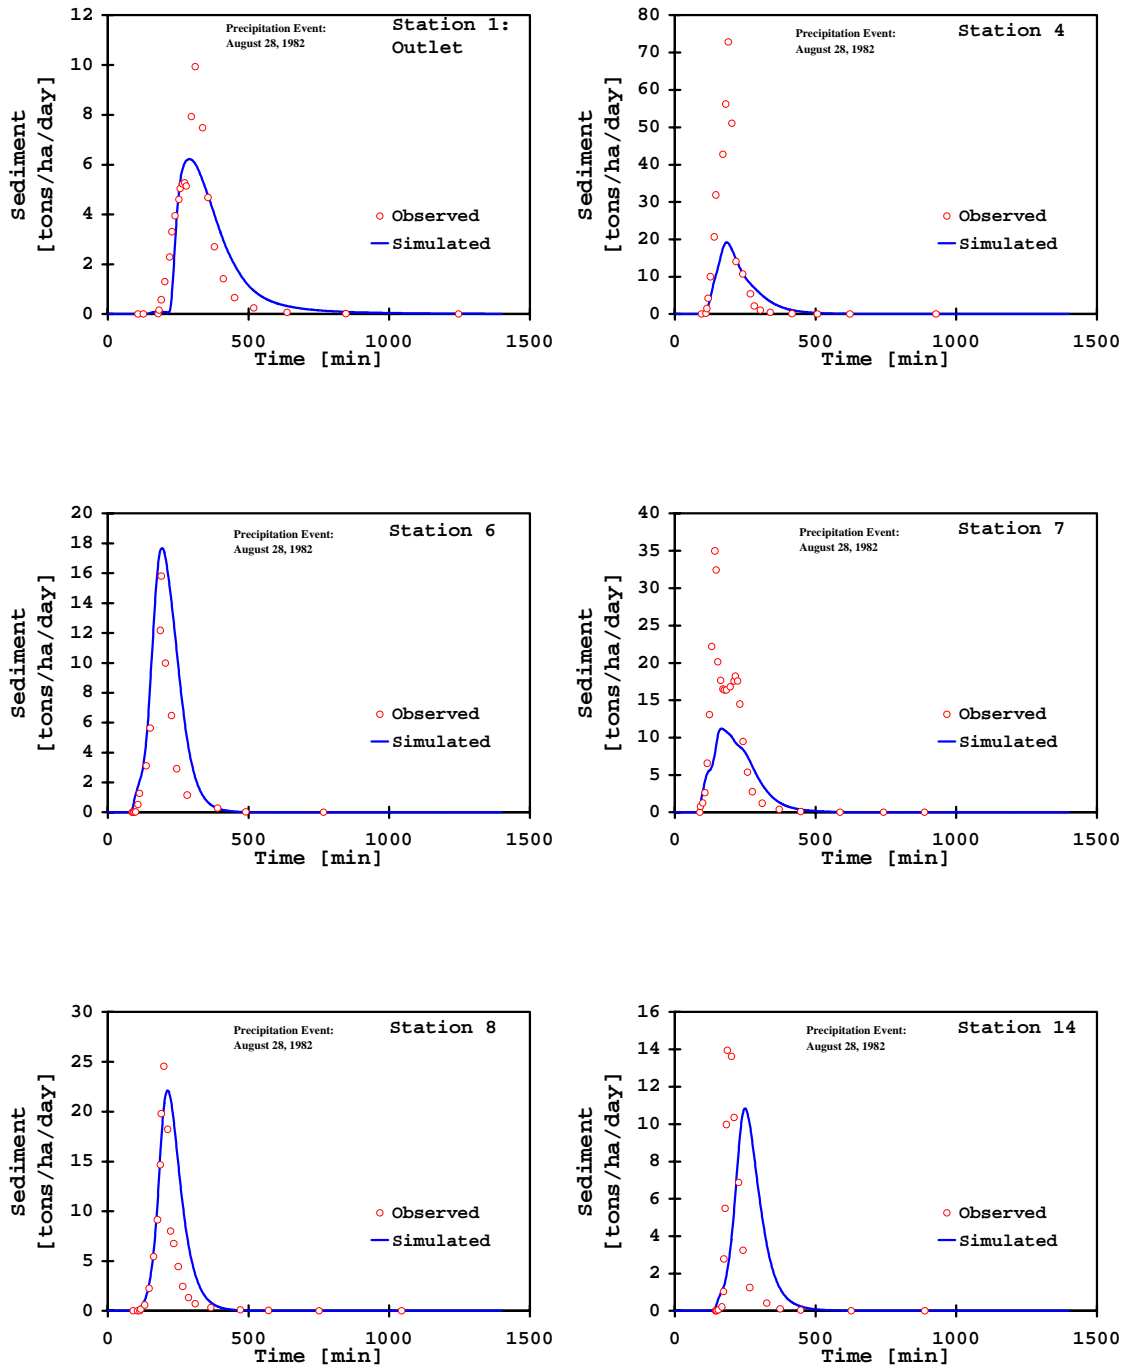 Station 1:
Outlet
Precipitation Event:
August 28, 1982
Sediment
[tons/ha/day]
12
10
8
6
4
2
0
Observed
Simulated
0 500 1000 1500
Time [min]
Station 4
Precipitation Event:
August 28, 1982
Sediment
[tons/ha/day]
80
70
60
50
40
30
20
10
0
Observed
Simulated
0 500 1000 1500
Time [min]
Station 6
Precipitation Event:
August 28, 1982
Sediment
[tons/ha/day]
20
18
16
14
12
10
8
6
4
2
0
Observed
Simulated
0 500 1000 1500
Time [min]
Station 7
Precipitation Event:
August 28, 1982
Sediment
[tons/ha/day]
40
35
30
25
20
15
10
5
0
Observed
Simulated
0 500 1000 1500
Time [min]
Station 8
Precipitation Event:
August 28, 1982
Sediment
[tons/ha/day]
30
25
20
15
10
5
0
Observed
Simulated
0 500 1000 1500
Time [min]
Station 14
Precipitation Event:
August 28, 1982
Sediment
[tons/ha/day]
16
14
12
10
8
6
4
2
0
Observed
Simulated
0 500 1000 1500
Time [min]